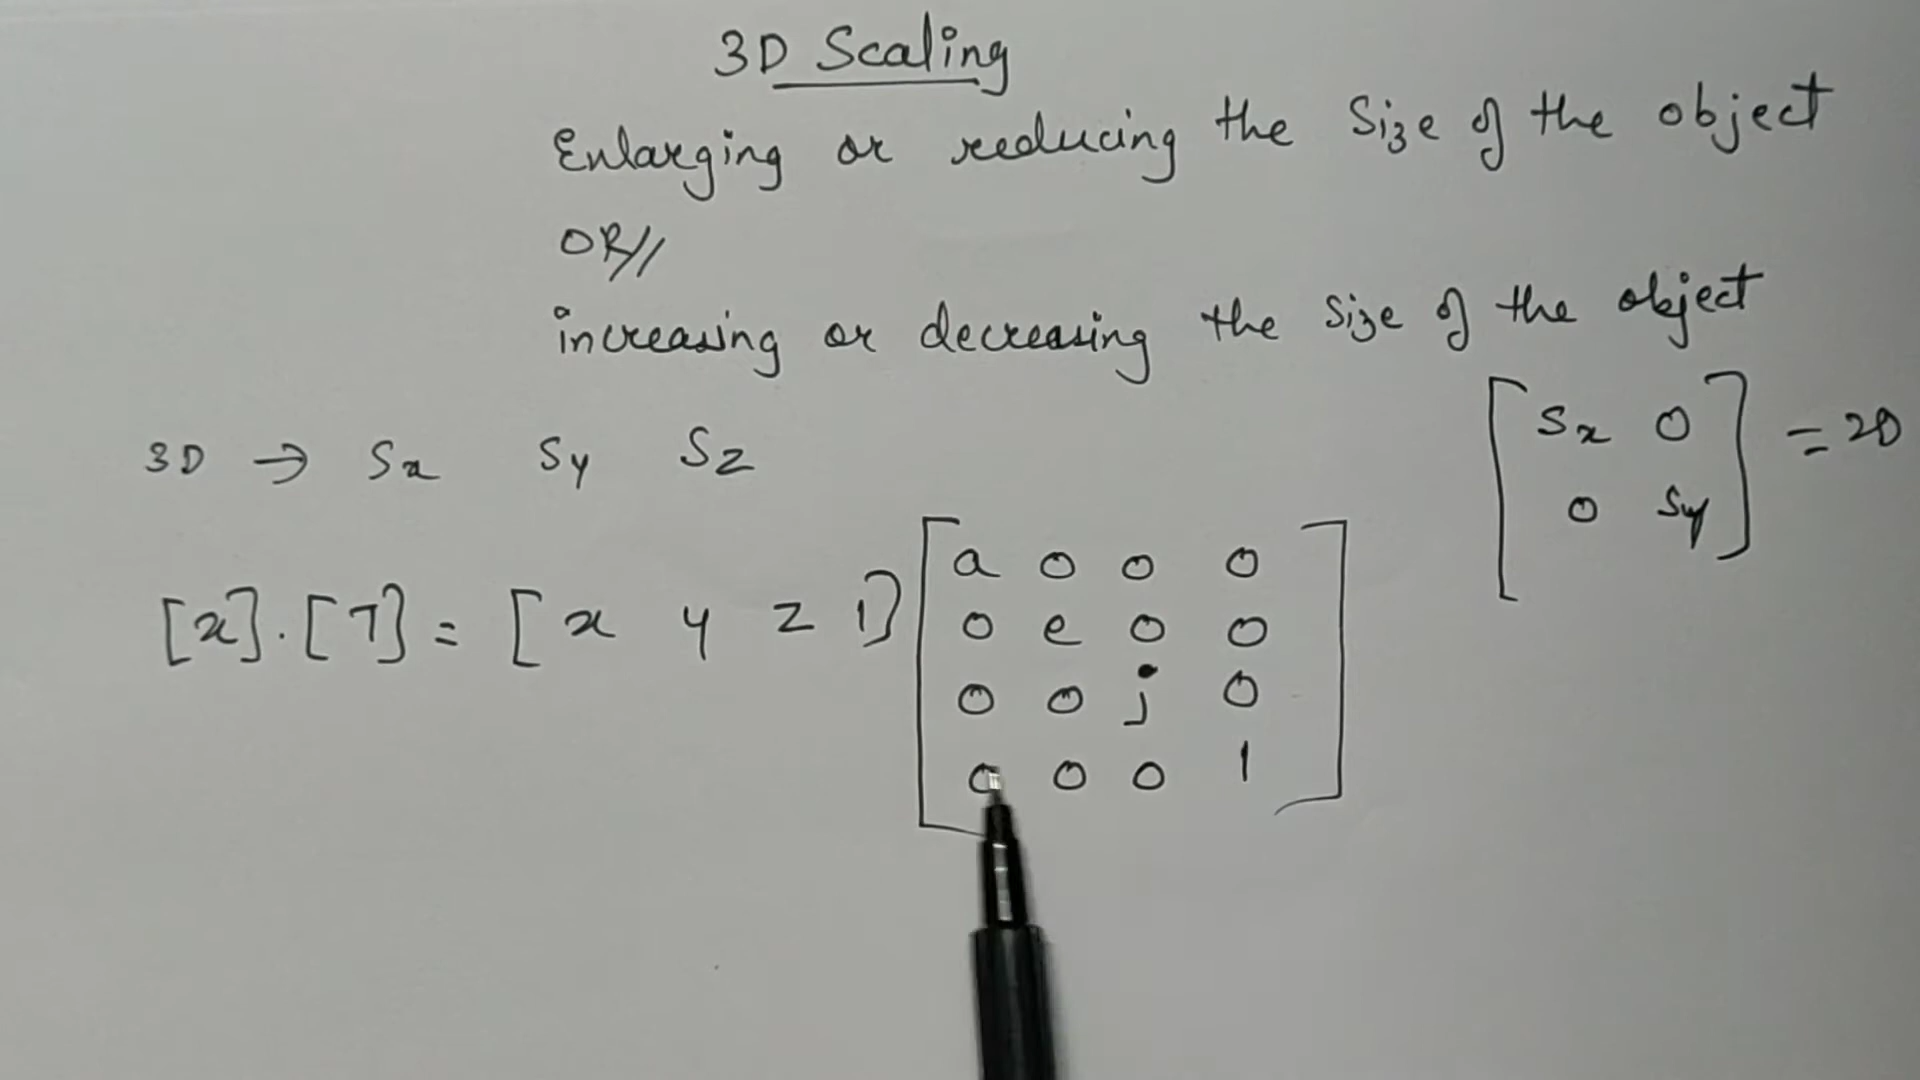 3D Scaling
Enlarging or reducing the Size of the object
OR//
increasing or decreasing the size of the object
3D → Sx Sy Sz
[Sx 0
0 Sy] = 2D
[x].[T] = [x y z 1] [a 0 0 0
0 e 0 0
0 0 j 0
0 0 0 1]